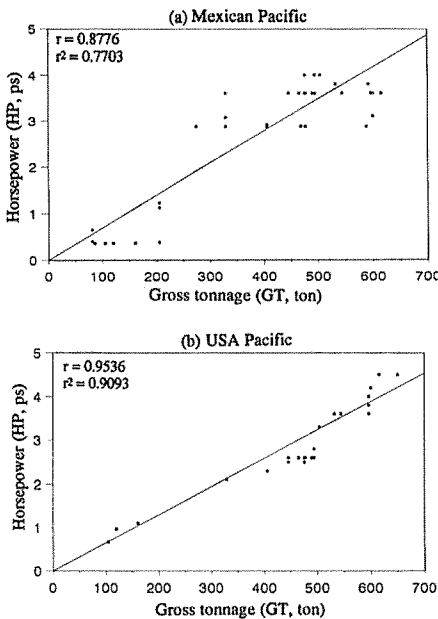 (a) Mexican Pacific
r = 0.8776
r² = 0.7703
Horsepower (HP, ps)
5
4
3
2
1
0
0 100 200 300 400 500 600 700
Gross tonnage (GT, ton)
(b) USA Pacific
r = 0.9536
r² = 0.9093
Horsepower (HP, ps)
5
4
3
2
1
0
0 100 200 300 400 500 600 700
Gross tonnage (GT, ton)